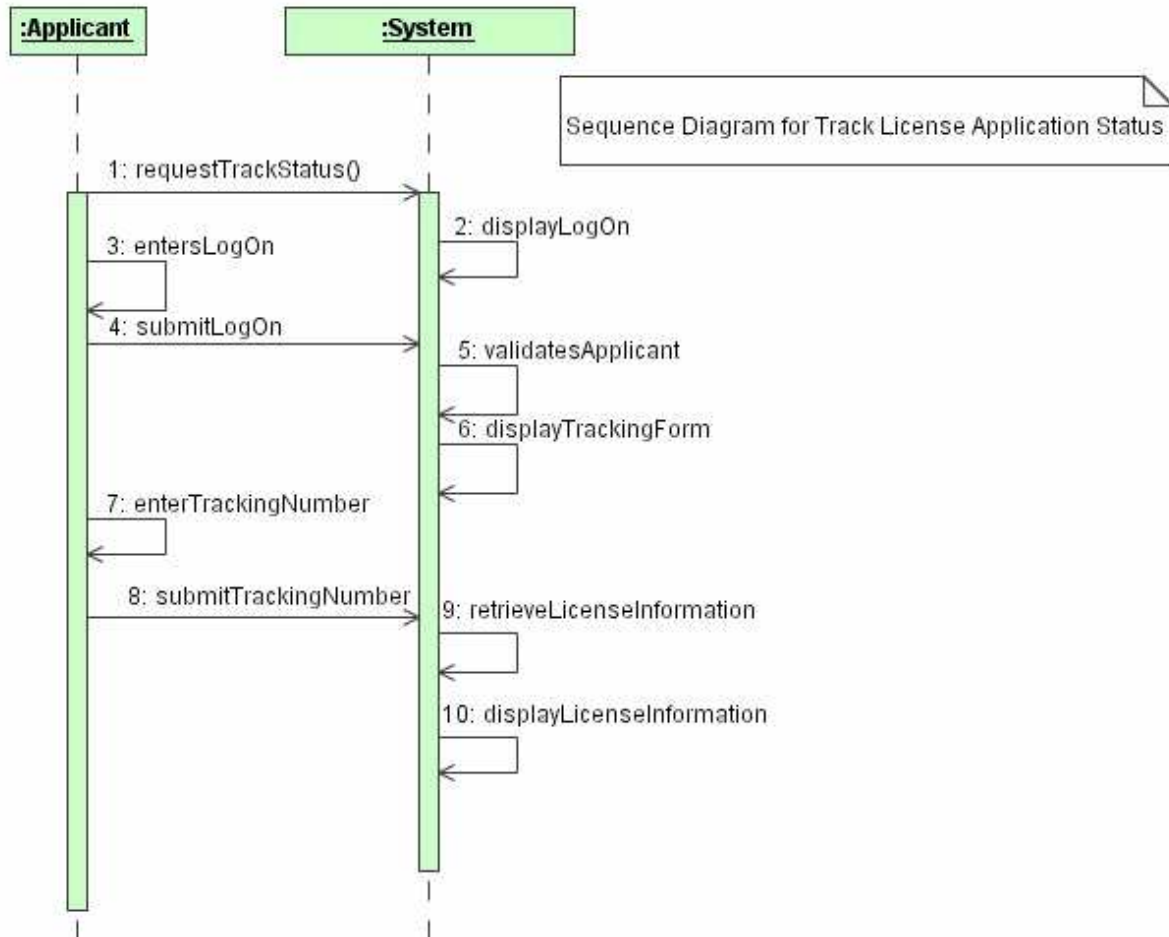 :Applicant
:System
Sequence Diagram for Track License Application Status
1: requestTrackStatus()
2: displayLogOn
3: entersLogOn
4: submitLogOn
5: validatesApplicant
6: displayTrackingForm
7: enterTrackingNumber
8: submitTrackingNumber
9: retrieveLicenseInformation
10: displayLicenseInformation